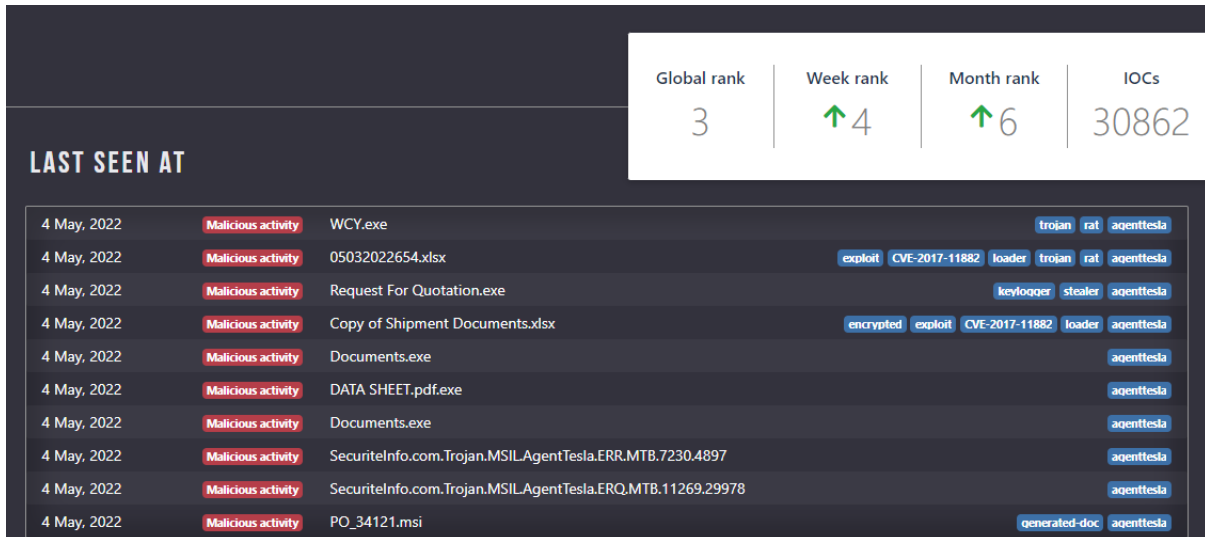 Global rank Week rank Month rank IOCs
3 ↑4 ↑6 30862
LAST SEEN AT
4 May, 2022 Malicious activity WCY.exe trojan rat agenttesla
4 May, 2022 Malicious activity 05032022654.xlsx exploit CVE-2017-11882 loader trojan rat agenttesla
4 May, 2022 Malicious activity Request For Quotation.exe keylogger stealer agenttesla
4 May, 2022 Malicious activity Copy of Shipment Documents.xlsx encrypted exploit CVE-2017-11882 loader agenttesla
4 May, 2022 Malicious activity Documents.exe agenttesla
4 May, 2022 Malicious activity DATA SHEET.pdf.exe agenttesla
4 May, 2022 Malicious activity Documents.exe agenttesla
4 May, 2022 Malicious activity SecuriteInfo.com.Trojan.MSIL.AgentTesla.ERR.MTB.7230.4897 agenttesla
4 May, 2022 Malicious activity SecuriteInfo.com.Trojan.MSIL.AgentTesla.ERQ.MTB.11269.29978 agenttesla
4 May, 2022 Malicious activity PO_34121.msi generated-doc agenttesla